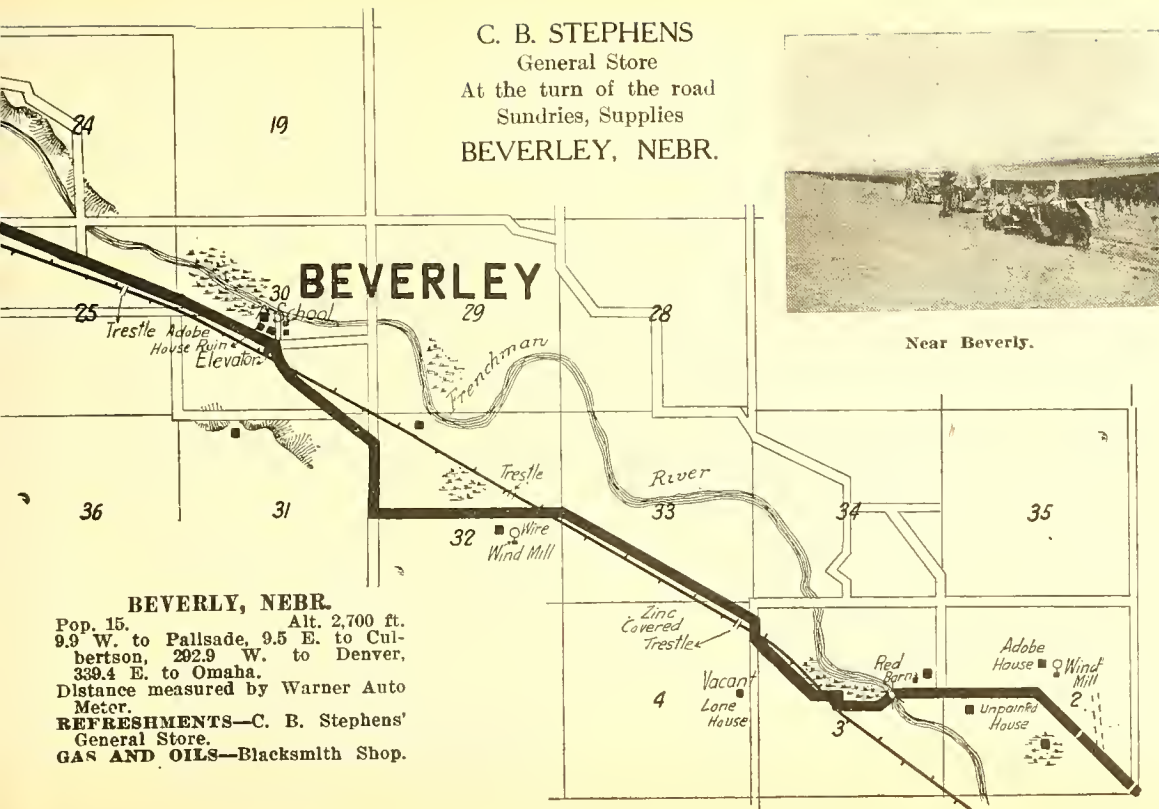 C. B. STEPHENS
General Store
At the turn of the road
Sundries, Supplies
BEVERLEY, NEBR.
Near Beverly.
24
19
BEVERLEY
30
School
25
29
28
Trestle
Adobe
House Ruin
Elevator
Frenchman
River
Trestle
36
31
32
Wire
Wind Mill
33
34
35
Zinc
Covered
Trestle
Vacant
Lone
House
4
3
Red
Barn
Adobe
House
Wind
Mill
2
Unpainted
House
BEVERLY, NEBR.
Pop. 15. Alt. 2,700 ft.
9.9 W. to Palisade, 9.5 E. to Cul-
bertson, 292.9 W. to Denver,
339.4 E. to Omaha.
Distance measured by Warner Auto
Meter.
REFRESHMENTS—C. B. Stephens'
General Store.
GAS AND OILS—Blacksmith Shop.